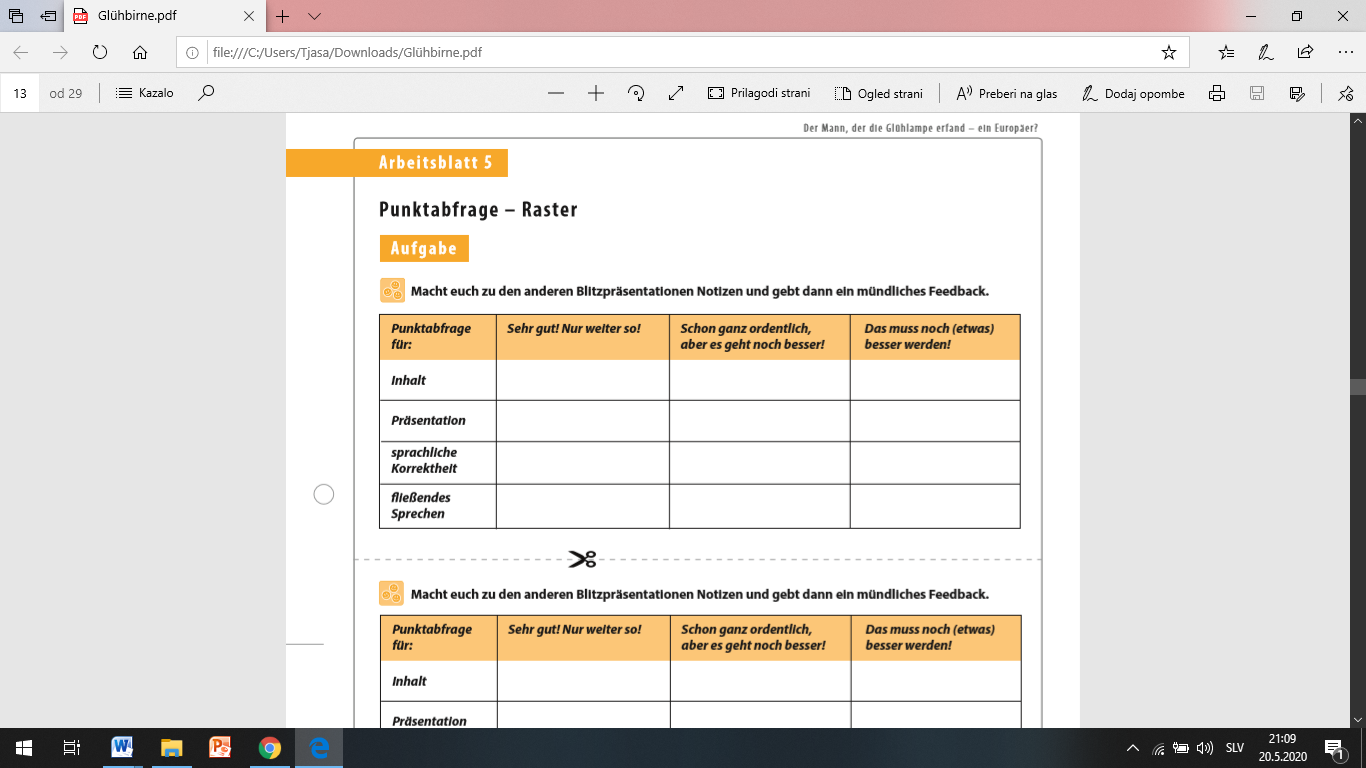 Glühbirne.pdf
file:///C:/Users/Tjasa/Downloads/Glühbirne.pdf
13 od 29 Kazalo Prilagodi strani Ogled strani Preberi na glas Dodaj opombe
Der Mann, der die Glühlampe erfand – ein Europäer?
Arbeitsblatt 5
Punktabfrage – Raster
Aufgabe
Macht euch zu den anderen Blitzpräsentationen Notizen und gebt dann ein mündliches Feedback.
Punktabfrage Sehr gut! Nur weiter so! Schon ganz ordentlich, Das muss noch (etwas)
für: aber es geht noch besser! besser werden!
Inhalt
Präsentation
sprachliche
Korrektheit
fließendes
Sprechen
Macht euch zu den anderen Blitzpräsentationen Notizen und gebt dann ein mündliches Feedback.
Punktabfrage Sehr gut! Nur weiter so! Schon ganz ordentlich, Das muss noch (etwas)
für: aber es geht noch besser! besser werden!
Inhalt
Präsentation
SLV
21:09
20.5.2020
1